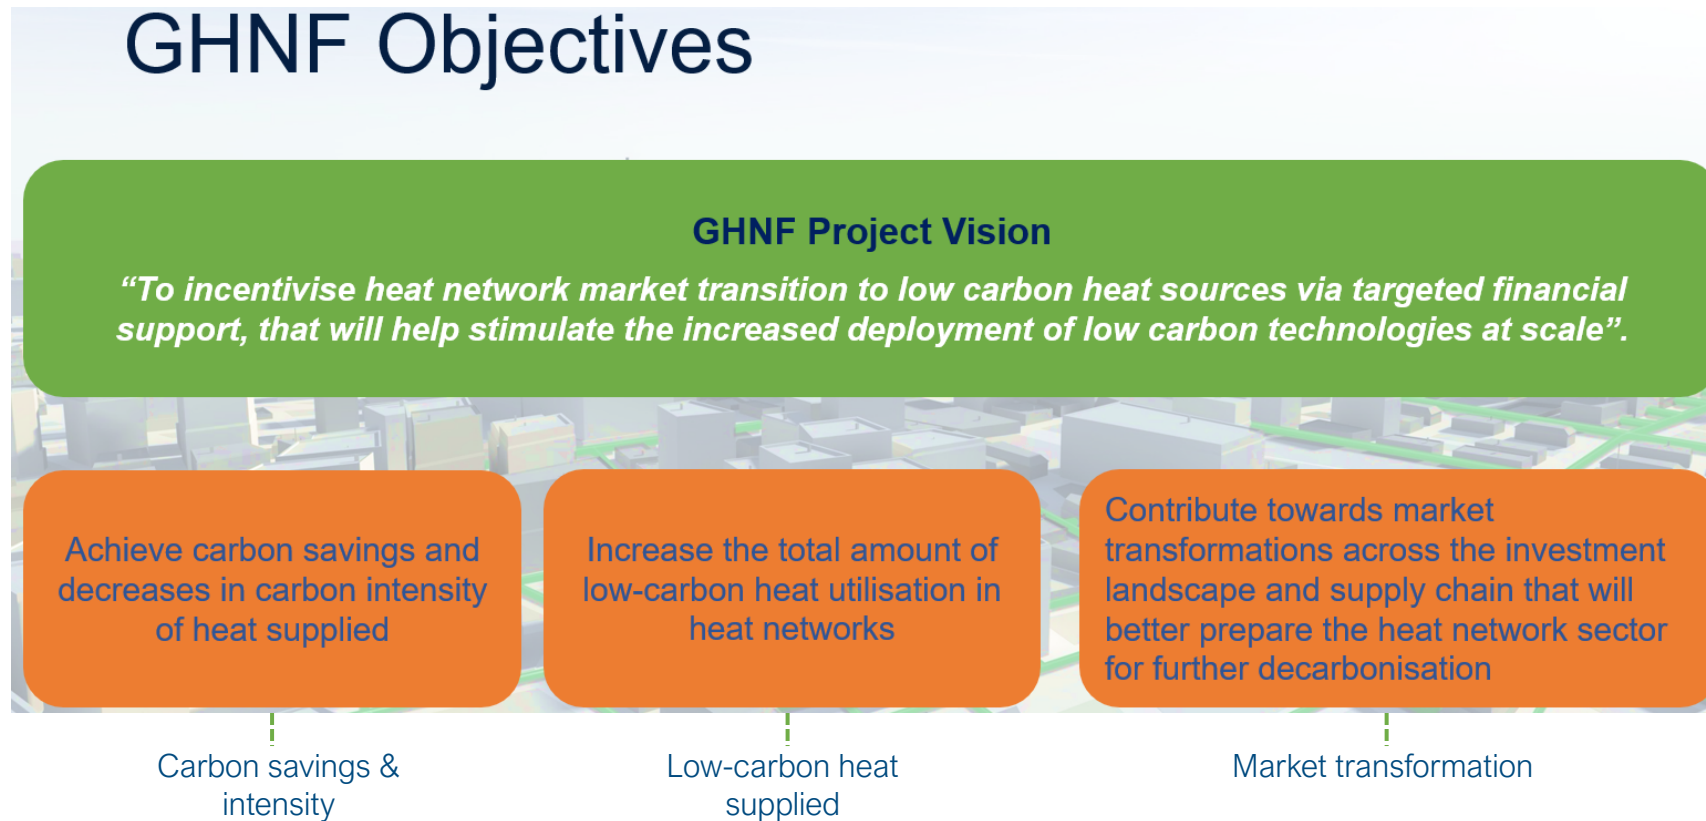 GHNF Objectives
GHNF Project Vision
“To incentivise heat network market transition to low carbon heat sources via targeted financial
support, that will help stimulate the increased deployment of low carbon technologies at scale”.
Achieve carbon savings and
decreases in carbon intensity
of heat supplied
Increase the total amount of
low-carbon heat utilisation in
heat networks
Contribute towards market
transformations across the investment
landscape and supply chain that will
better prepare the heat network sector
for further decarbonisation
Carbon savings &
intensity
Low-carbon heat
supplied
Market transformation